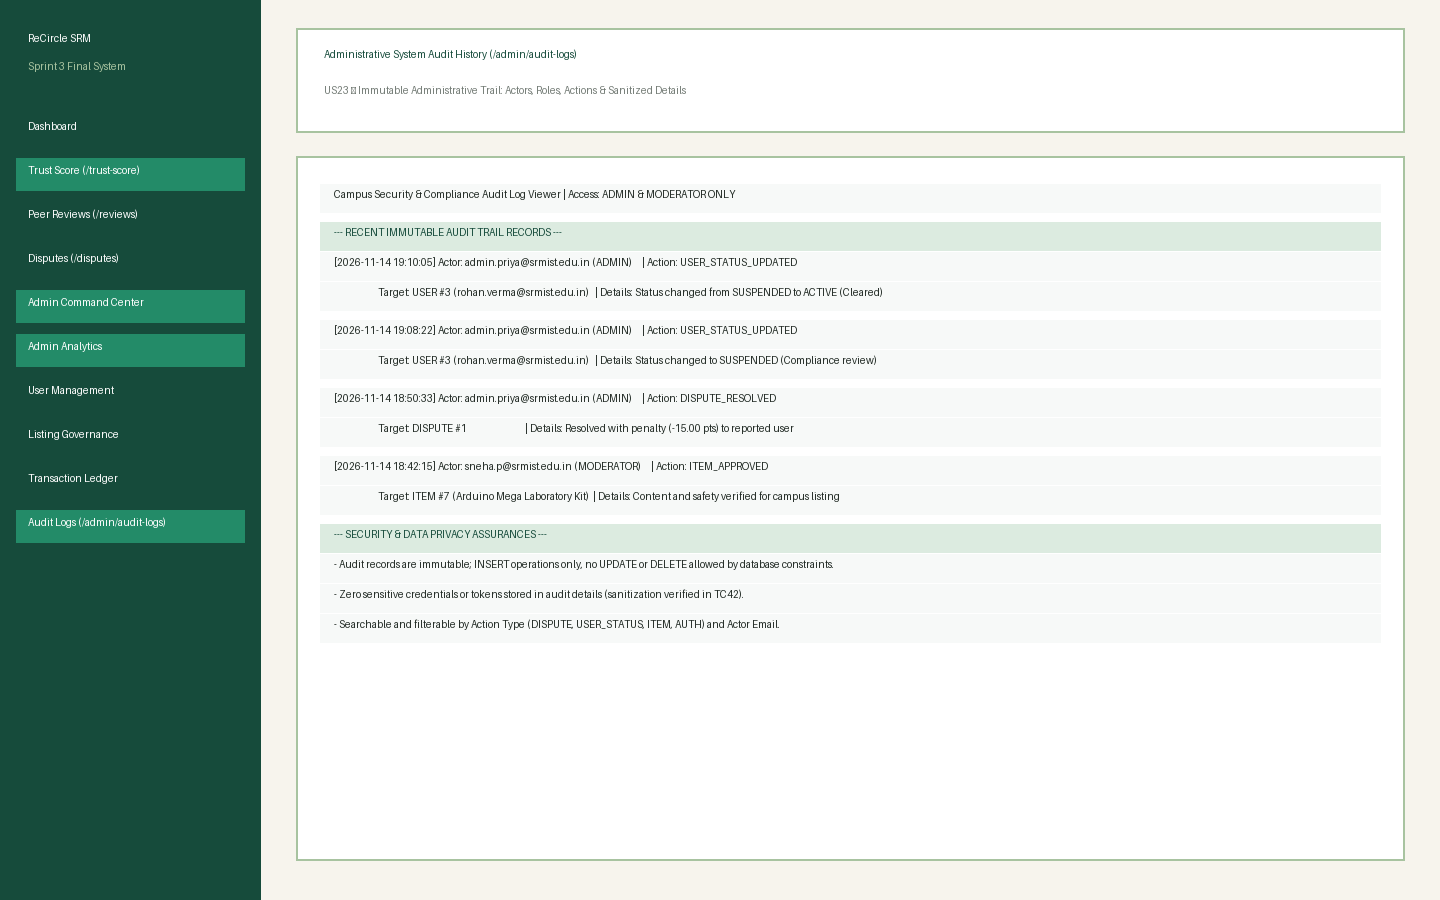 ReCircle SRM
Sprint 3 Final System
Dashboard
Trust Score (/trust-score)
Peer Reviews (/reviews)
Disputes (/disputes)
Admin Command Center
Admin Analytics
User Management
Listing Governance
Transaction Ledger
Audit Logs (/admin/audit-logs)
Administrative System Audit History (/admin/audit-logs)
US23 Immutable Administrative Trail: Actors, Roles, Actions & Sanitized Details
Campus Security & Compliance Audit Log Viewer | Access: ADMIN & MODERATOR ONLY
--- RECENT IMMUTABLE AUDIT TRAIL RECORDS ---
[2026-11-14 19:10:05] Actor: admin.priya@srmist.edu.in (ADMIN) | Action: USER_STATUS_UPDATED
Target: USER #3 (rohan.verma@srmist.edu.in) | Details: Status changed from SUSPENDED to ACTIVE (Cleared)
[2026-11-14 19:08:22] Actor: admin.priya@srmist.edu.in (ADMIN) | Action: USER_STATUS_UPDATED
Target: USER #3 (rohan.verma@srmist.edu.in) | Details: Status changed to SUSPENDED (Compliance review)
[2026-11-14 18:50:33] Actor: admin.priya@srmist.edu.in (ADMIN) | Action: DISPUTE_RESOLVED
Target: DISPUTE #1 | Details: Resolved with penalty (-15.00 pts) to reported user
[2026-11-14 18:42:15] Actor: sneha.p@srmist.edu.in (MODERATOR) | Action: ITEM_APPROVED
Target: ITEM #7 (Arduino Mega Laboratory Kit) | Details: Content and safety verified for campus listing
--- SECURITY & DATA PRIVACY ASSURANCES ---
- Audit records are immutable; INSERT operations only, no UPDATE or DELETE allowed by database constraints.
- Zero sensitive credentials or tokens stored in audit details (sanitization verified in TC42).
- Searchable and filterable by Action Type (DISPUTE, USER_STATUS, ITEM, AUTH) and Actor Email.